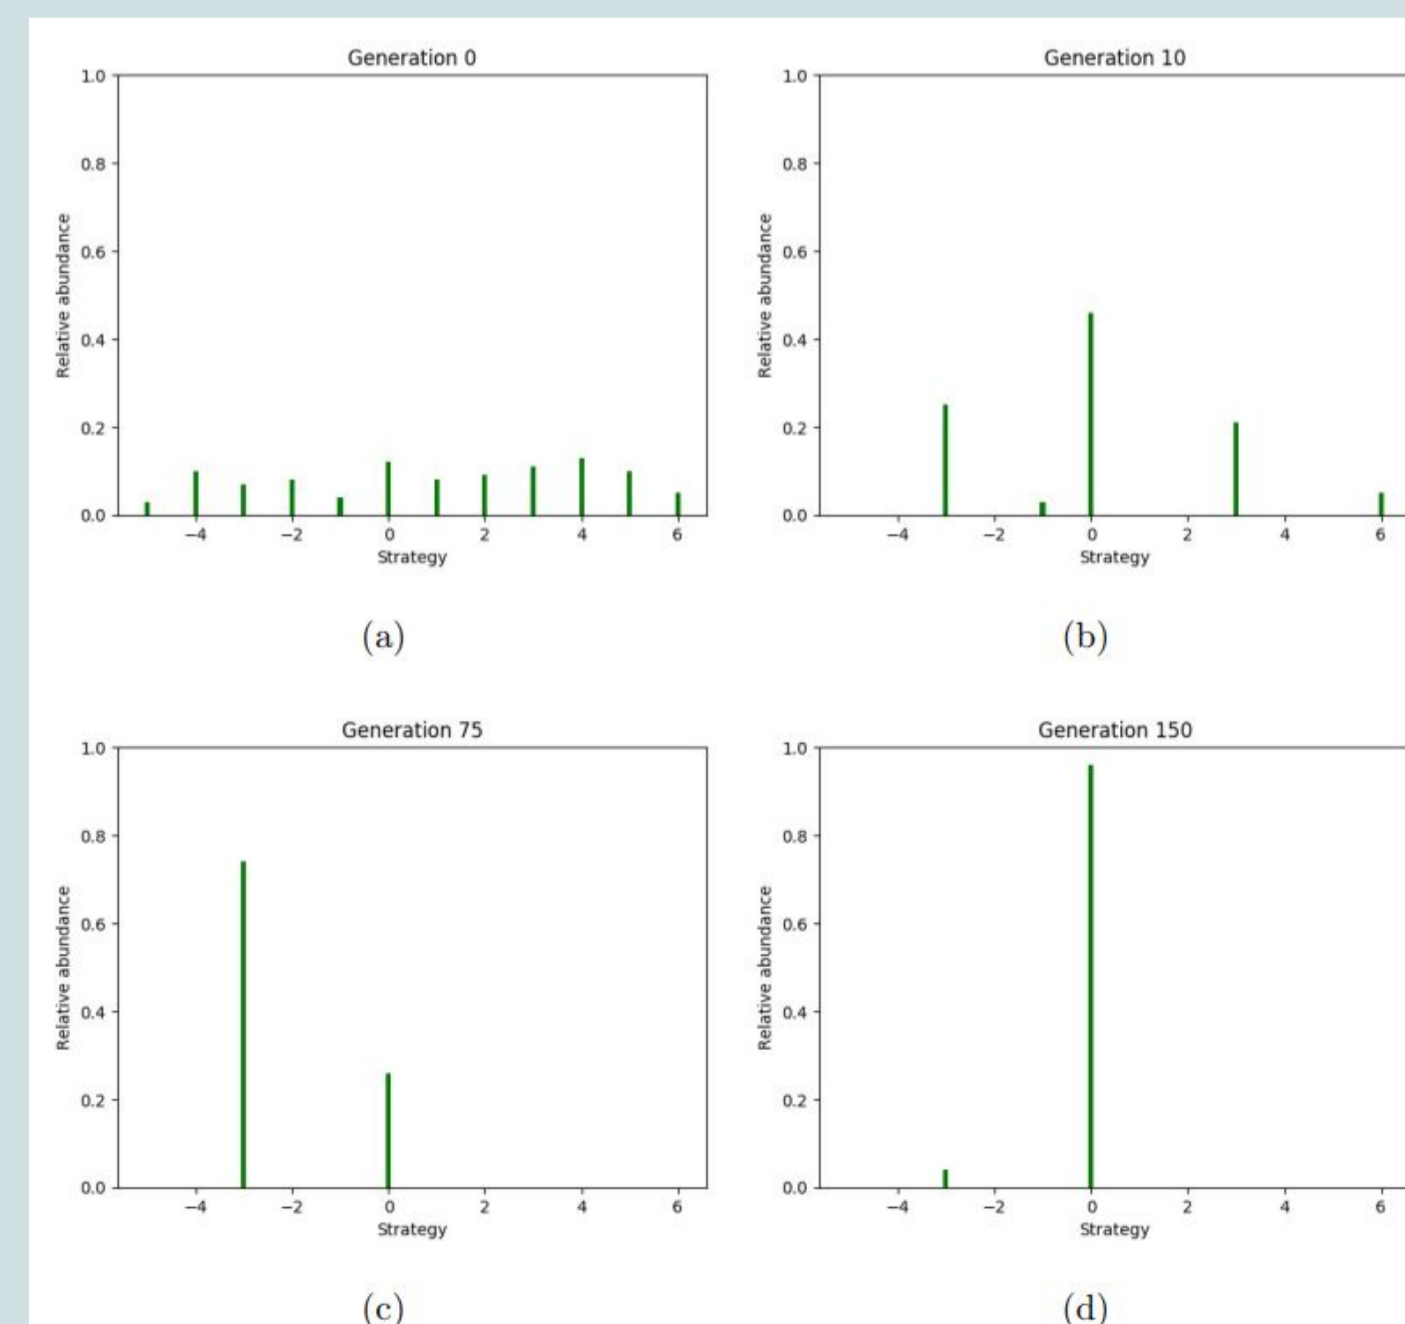 Generation 0
1.0
0.8
0.6
0.4
0.2
0.0
Relative abundance
−4 −2 0 2 4 6
Strategy
(a)
Generation 10
1.0
0.8
0.6
0.4
0.2
0.0
Relative abundance
−4 −2 0 2 4 6
Strategy
(b)
Generation 75
1.0
0.8
0.6
0.4
0.2
0.0
Relative abundance
−4 −2 0 2 4 6
Strategy
(c)
Generation 150
1.0
0.8
0.6
0.4
0.2
0.0
Relative abundance
−4 −2 0 2 4 6
Strategy
(d)